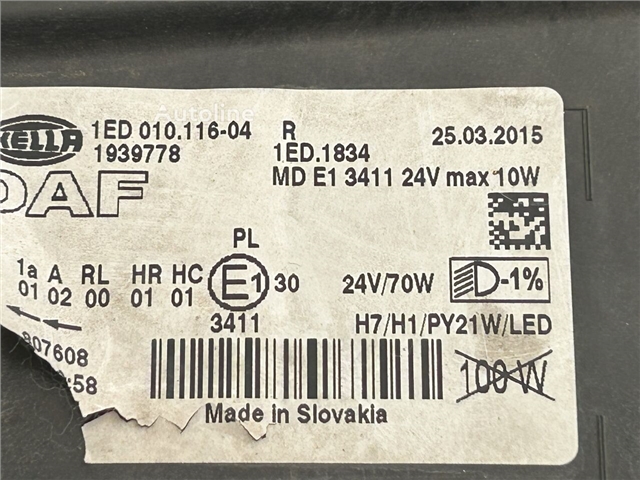 HELLA 1ED 010.116-04 R 25.03.2015
1939778 1ED.1834
DAF MD E1 3411 24V max 10W
PL
1a A RL HR HC E1 30 24V/70W -1%
01 02 00 01 01
3411 H7/H1/PY21W/LED
807608
:58 100 W
Made in Slovakia